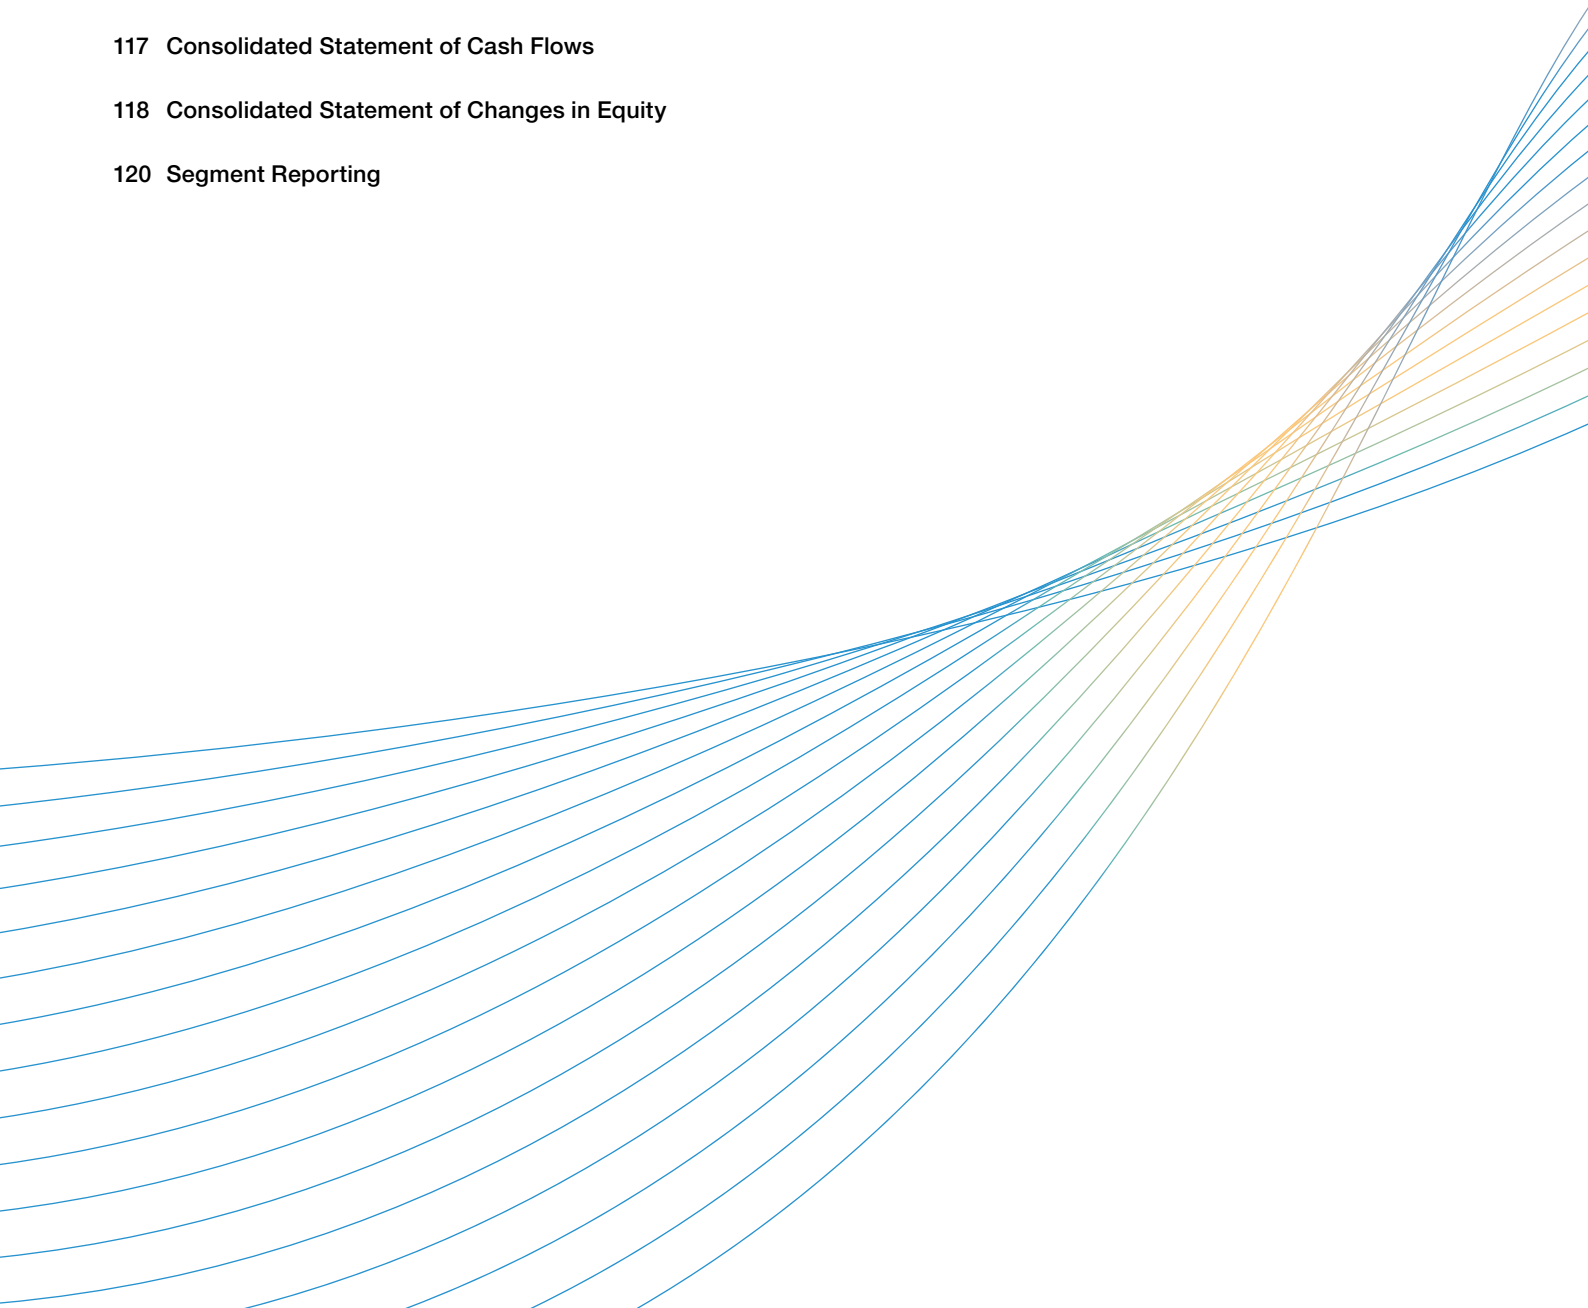 117 Consolidated Statement of Cash Flows
118 Consolidated Statement of Changes in Equity
120 Segment Reporting